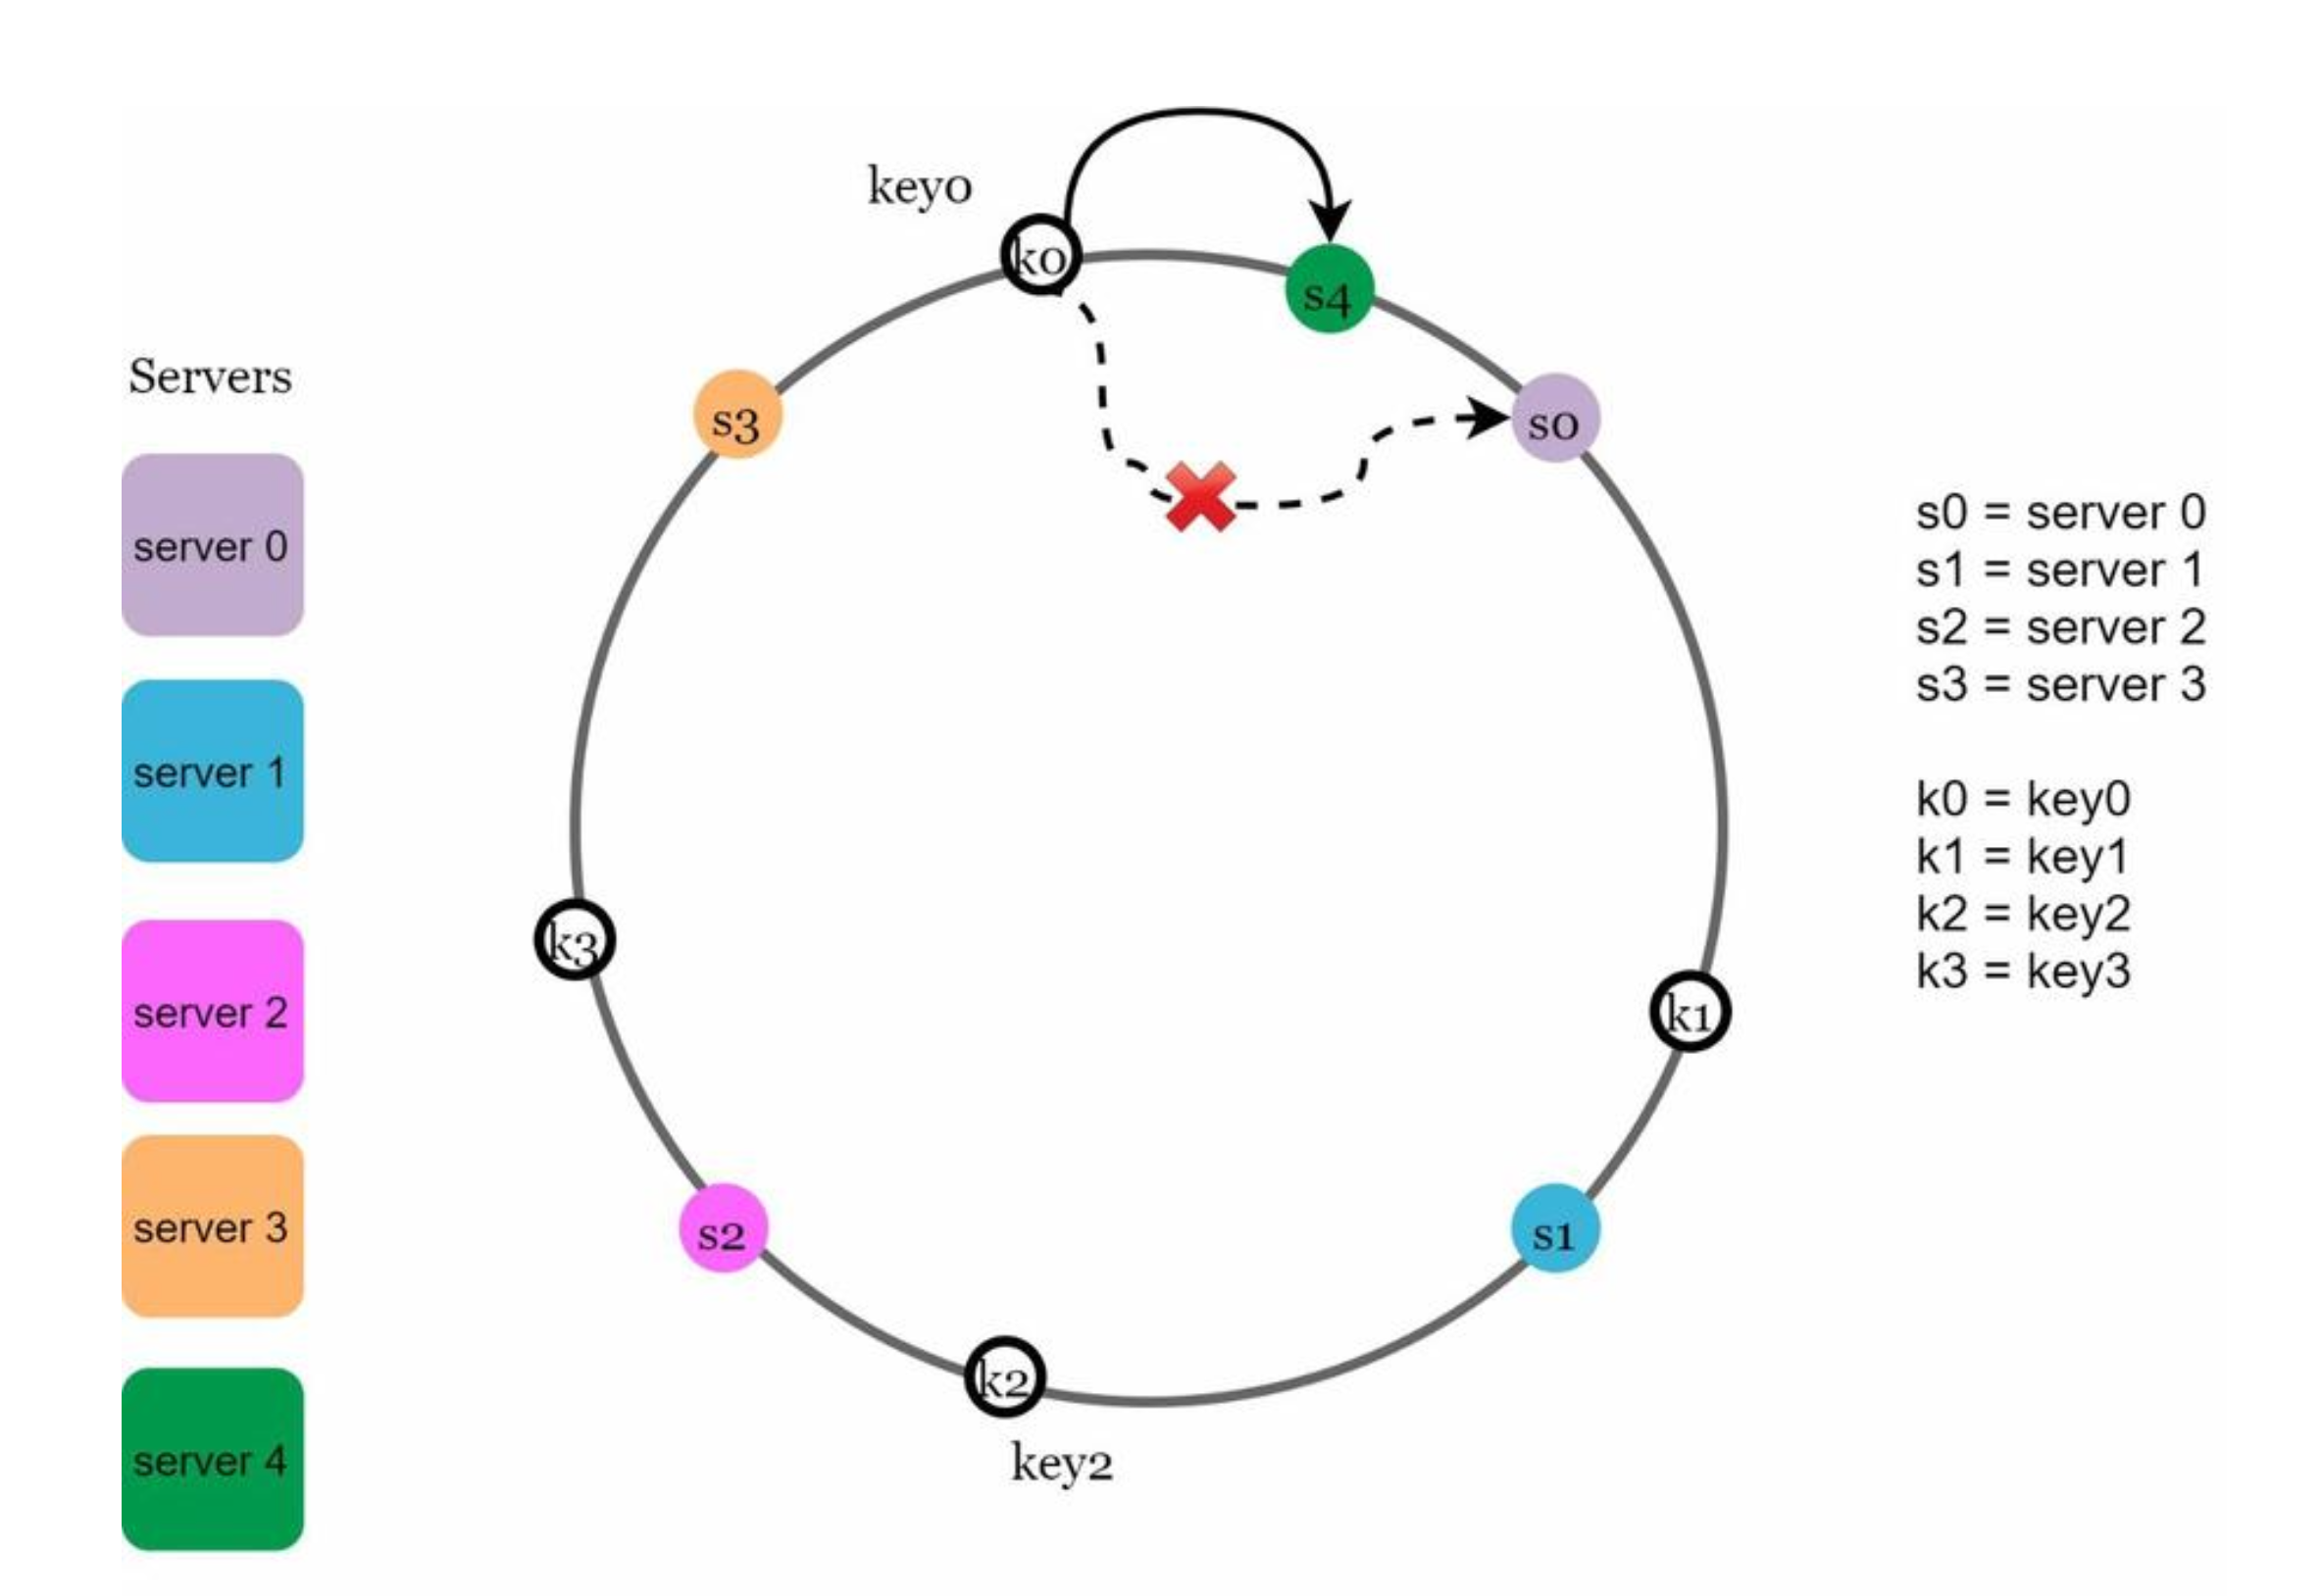 key0
k0
s4
Servers
s3
s0
server 0
s0 = server 0
s1 = server 1
s2 = server 2
s3 = server 3
server 1
k0 = key0
k1 = key1
k2 = key2
k3 = key3
k3
server 2
k1
server 3
s2
s1
k2
server 4
key2